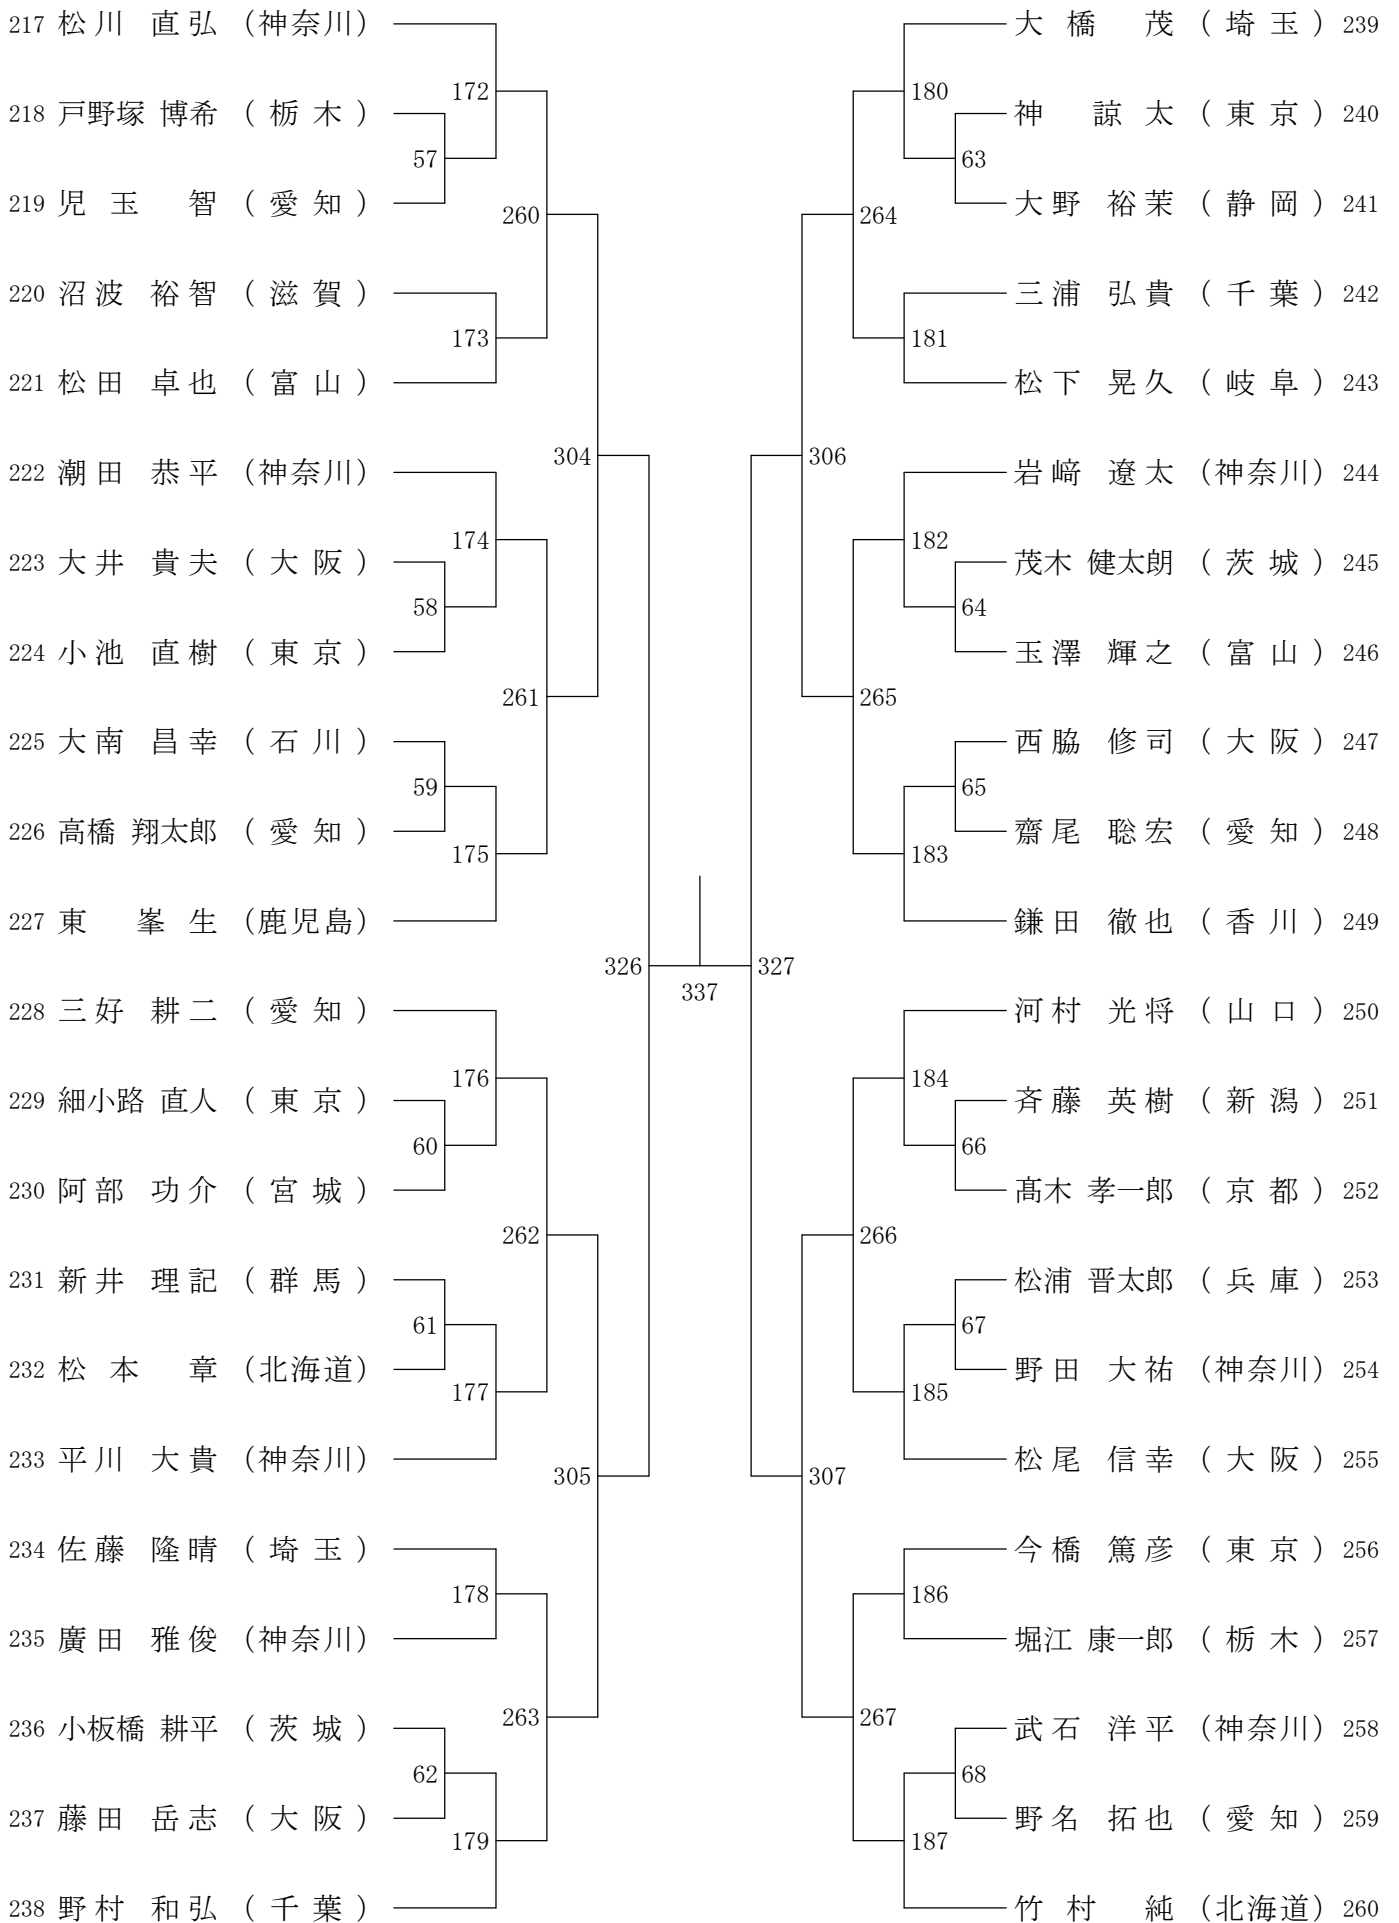 217 松川 直弘 (神奈川)
218 戸野塚 博希 (栃木)
219 児玉 智 (愛知)
220 沼波 裕智 (滋賀)
221 松田 卓也 (富山)
222 潮田 恭平 (神奈川)
223 大井 貴夫 (大阪)
224 小池 直樹 (東京)
225 大南 昌幸 (石川)
226 高橋 翔太郎 (愛知)
227 東 峯生 (鹿児島)
228 三好 耕二 (愛知)
229 細小路 直人 (東京)
230 阿部 功介 (宮城)
231 新井 理記 (群馬)
232 松本 章 (北海道)
233 平川 大貴 (神奈川)
234 佐藤 隆晴 (埼玉)
235 廣田 雅俊 (神奈川)
236 小板橋 耕平 (茨城)
237 藤田 岳志 (大阪)
238 野村 和弘 (千葉)
57
58
59
60
61
62
172
173
174
175
176
177
178
179
260
261
262
263
304
305
326
337
327
306
307
264
265
266
267
180
181
182
183
184
185
186
187
63
64
65
66
67
68
大橋 茂 (埼玉) 239
神 諒太 (東京) 240
大野 裕茉 (静岡) 241
三浦 弘貴 (千葉) 242
松下 晃久 (岐阜) 243
岩﨑 遼太 (神奈川) 244
茂木 健太朗 (茨城) 245
玉澤 輝之 (富山) 246
西脇 修司 (大阪) 247
齋尾 聡宏 (愛知) 248
鎌田 徹也 (香川) 249
河村 光将 (山口) 250
斉藤 英樹 (新潟) 251
髙木 孝一郎 (京都) 252
松浦 晋太郎 (兵庫) 253
野田 大祐 (神奈川) 254
松尾 信幸 (大阪) 255
今橋 篤彦 (東京) 256
堀江 康一郎 (栃木) 257
武石 洋平 (神奈川) 258
野名 拓也 (愛知) 259
竹村 純 (北海道) 260